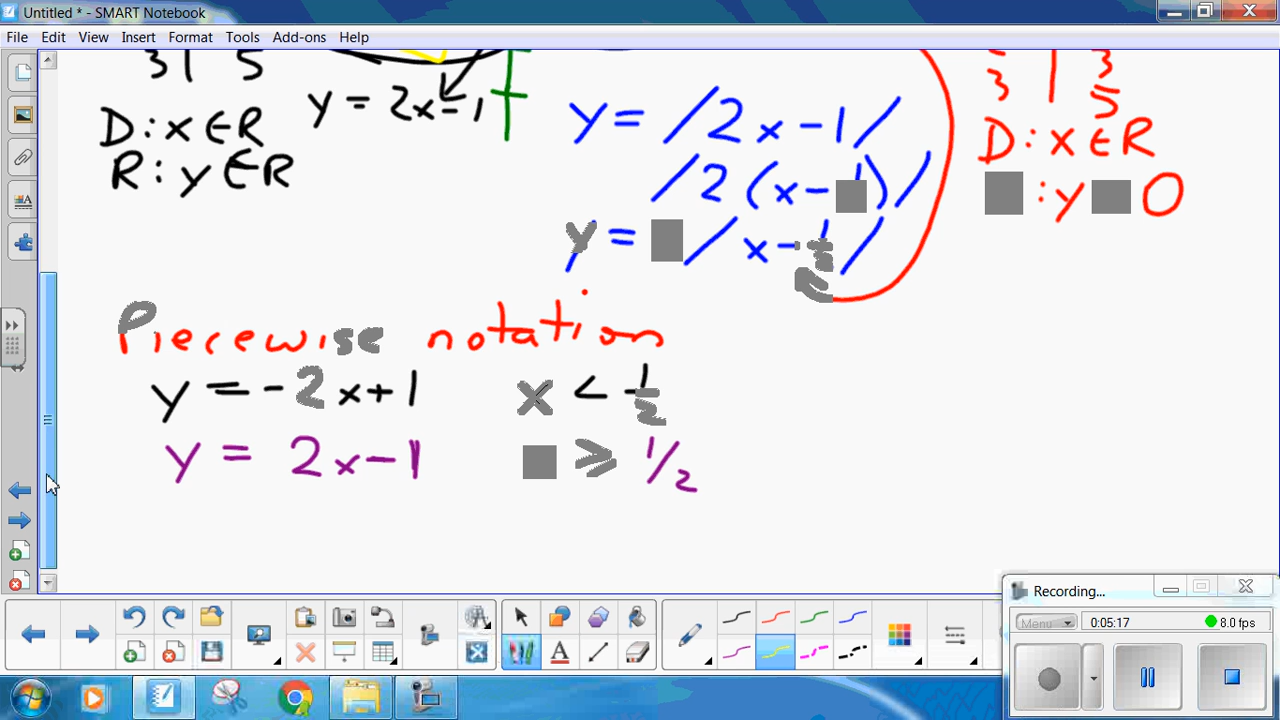 Untitled * - SMART Notebook
File Edit View Insert Format Tools Add-ons Help
3 | 5
y = 2x-1
D: x ∈ R
R: y ∈ R
y = /2x-1/
/2(x- )/
y = / x - 1/2 /
3 | 3/5
D: x ∈ R
: y 0
Piecewise notation
y = -2x+1 x < 1/2
y = 2x-1 ≥ 1/2
Recording...
Menu 0:05:17 8.0 fps